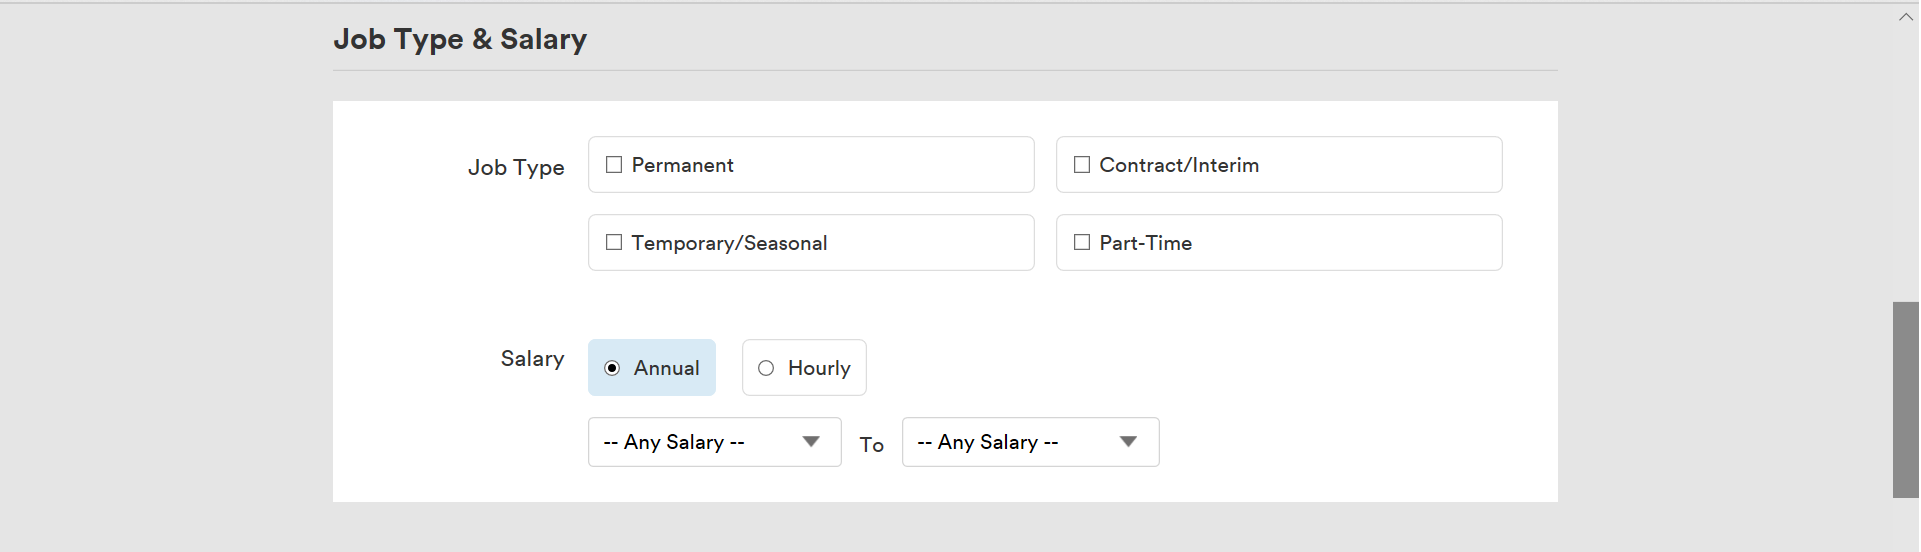 Job Type & Salary
Job Type
Permanent
Contract/Interim
Temporary/Seasonal
Part-Time
Salary
Annual
Hourly
-- Any Salary --
To
-- Any Salary --